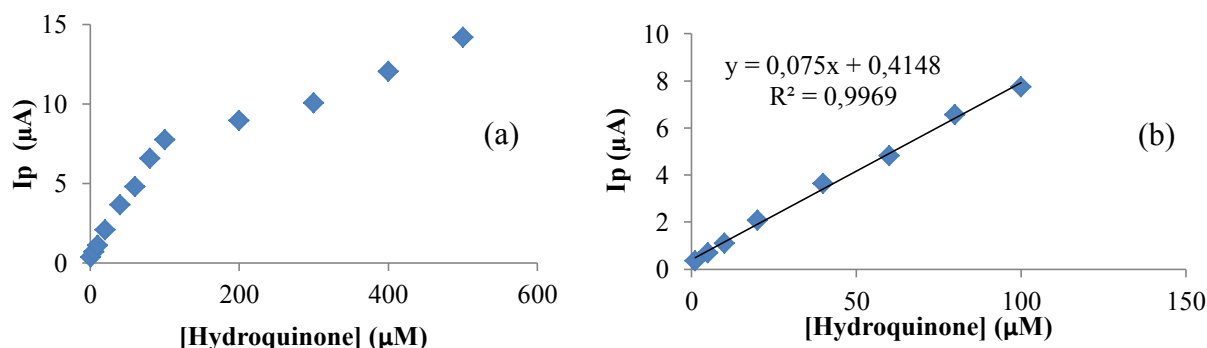 15
10
5
0
0
200
400
600
Ip (µA)
[Hydroquinone] (µM)
(a)
10
8
6
4
2
0
0
50
100
150
y = 0,075x + 0,4148
R² = 0,9969
Ip (µA)
[Hydroquinone] (µM)
(b)